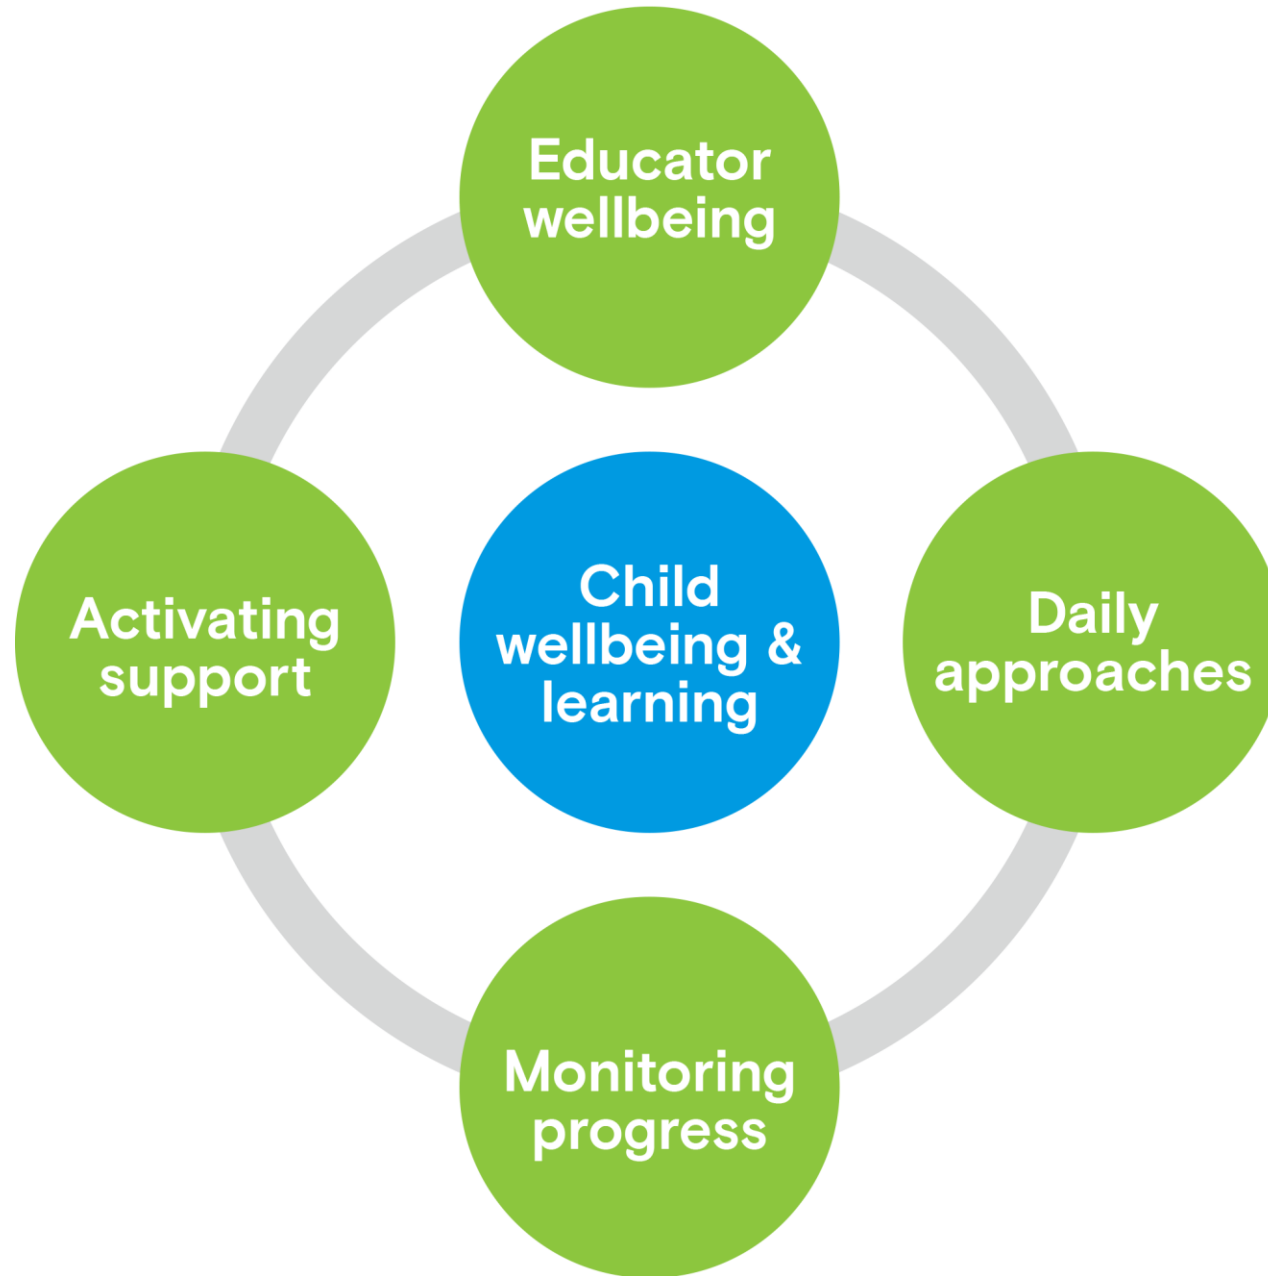 Educator
wellbeing
Activating
support
Child
wellbeing &
learning
Daily
approaches
Monitoring
progress